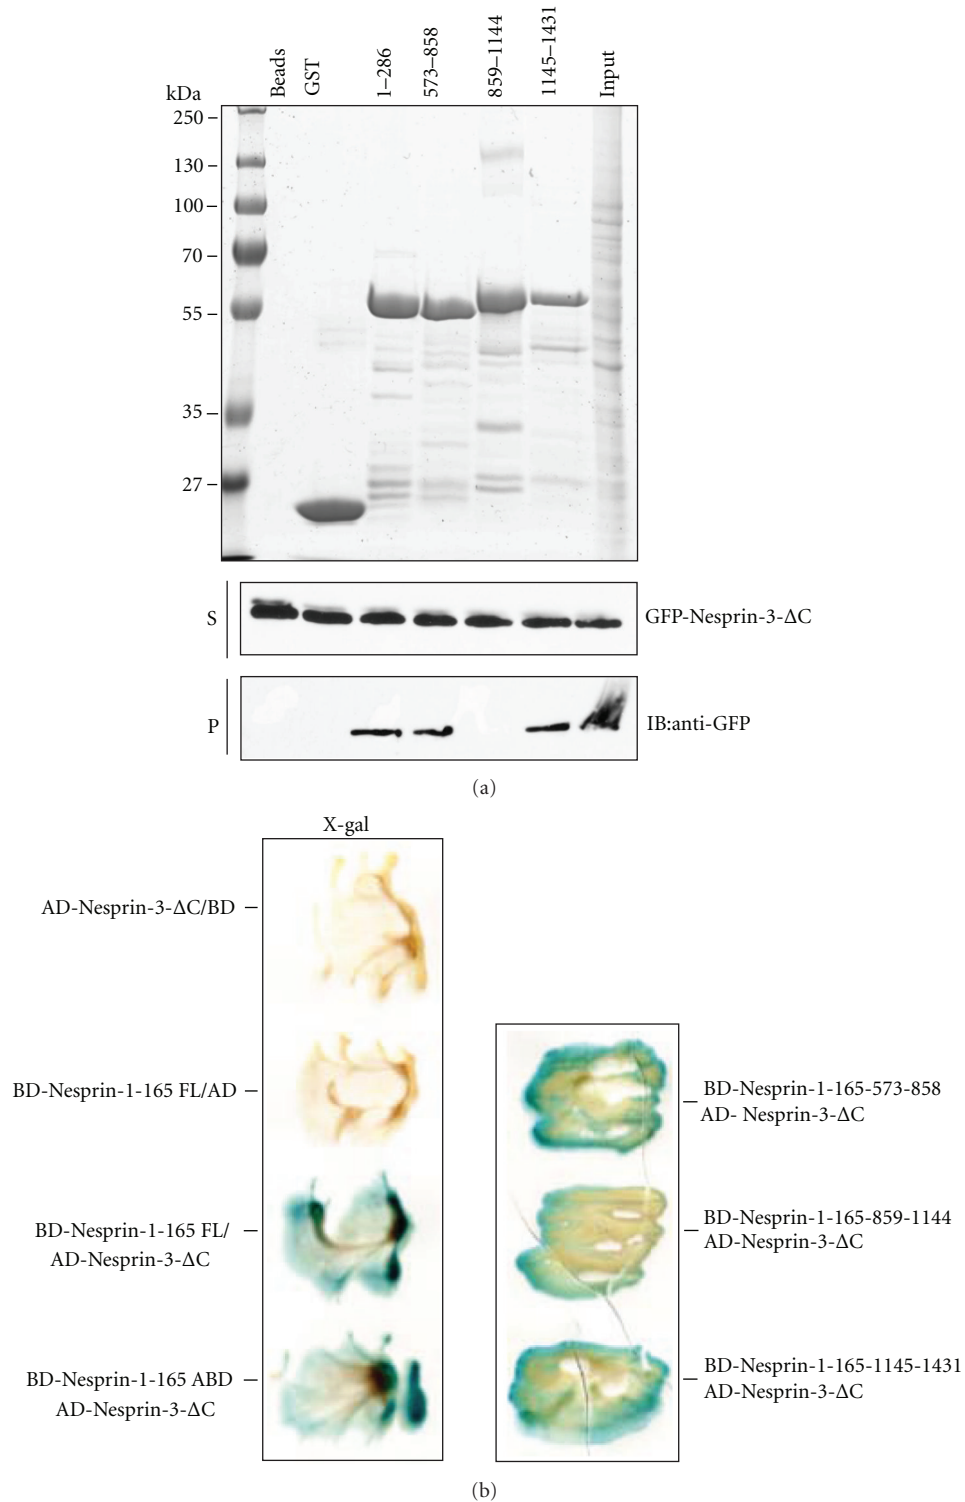 kDa
Beads
GST
1–286
573–858
859–1144
1145–1431
Input
250
130
100
70
55
35
27
S
GFP-Nesprin-3-ΔC
P
IB:anti-GFP
(a)
X-gal
AD-Nesprin-3-ΔC/BD
BD-Nesprin-1-165 FL/AD
BD-Nesprin-1-165 FL/
AD-Nesprin-3-ΔC
BD-Nesprin-1-165 ABD
AD-Nesprin-3-ΔC
BD-Nesprin-1-165-573-858
AD- Nesprin-3-ΔC
BD-Nesprin-1-165-859-1144
AD-Nesprin-3-ΔC
BD-Nesprin-1-165-1145-1431
AD-Nesprin-3-ΔC
(b)